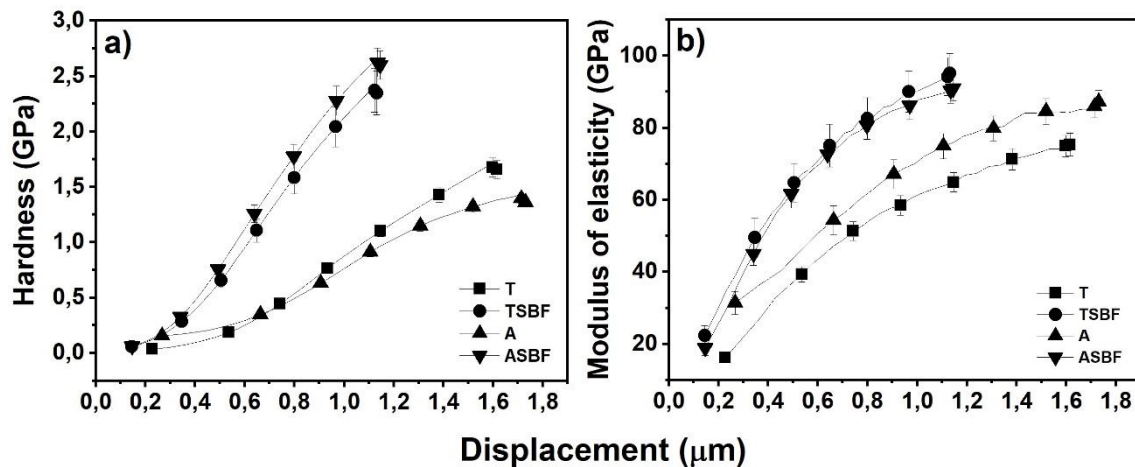 a)
Hardness (GPa)
3,0
2,5
2,0
1,5
1,0
0,5
0,0
T
TSBF
A
ASBF
0,0 0,2 0,4 0,6 0,8 1,0 1,2 1,4 1,6 1,8
b)
Modulus of elasticity (GPa)
100
80
60
40
20
T
TSBF
A
ASBF
0,0 0,2 0,4 0,6 0,8 1,0 1,2 1,4 1,6 1,8
Displacement (μm)